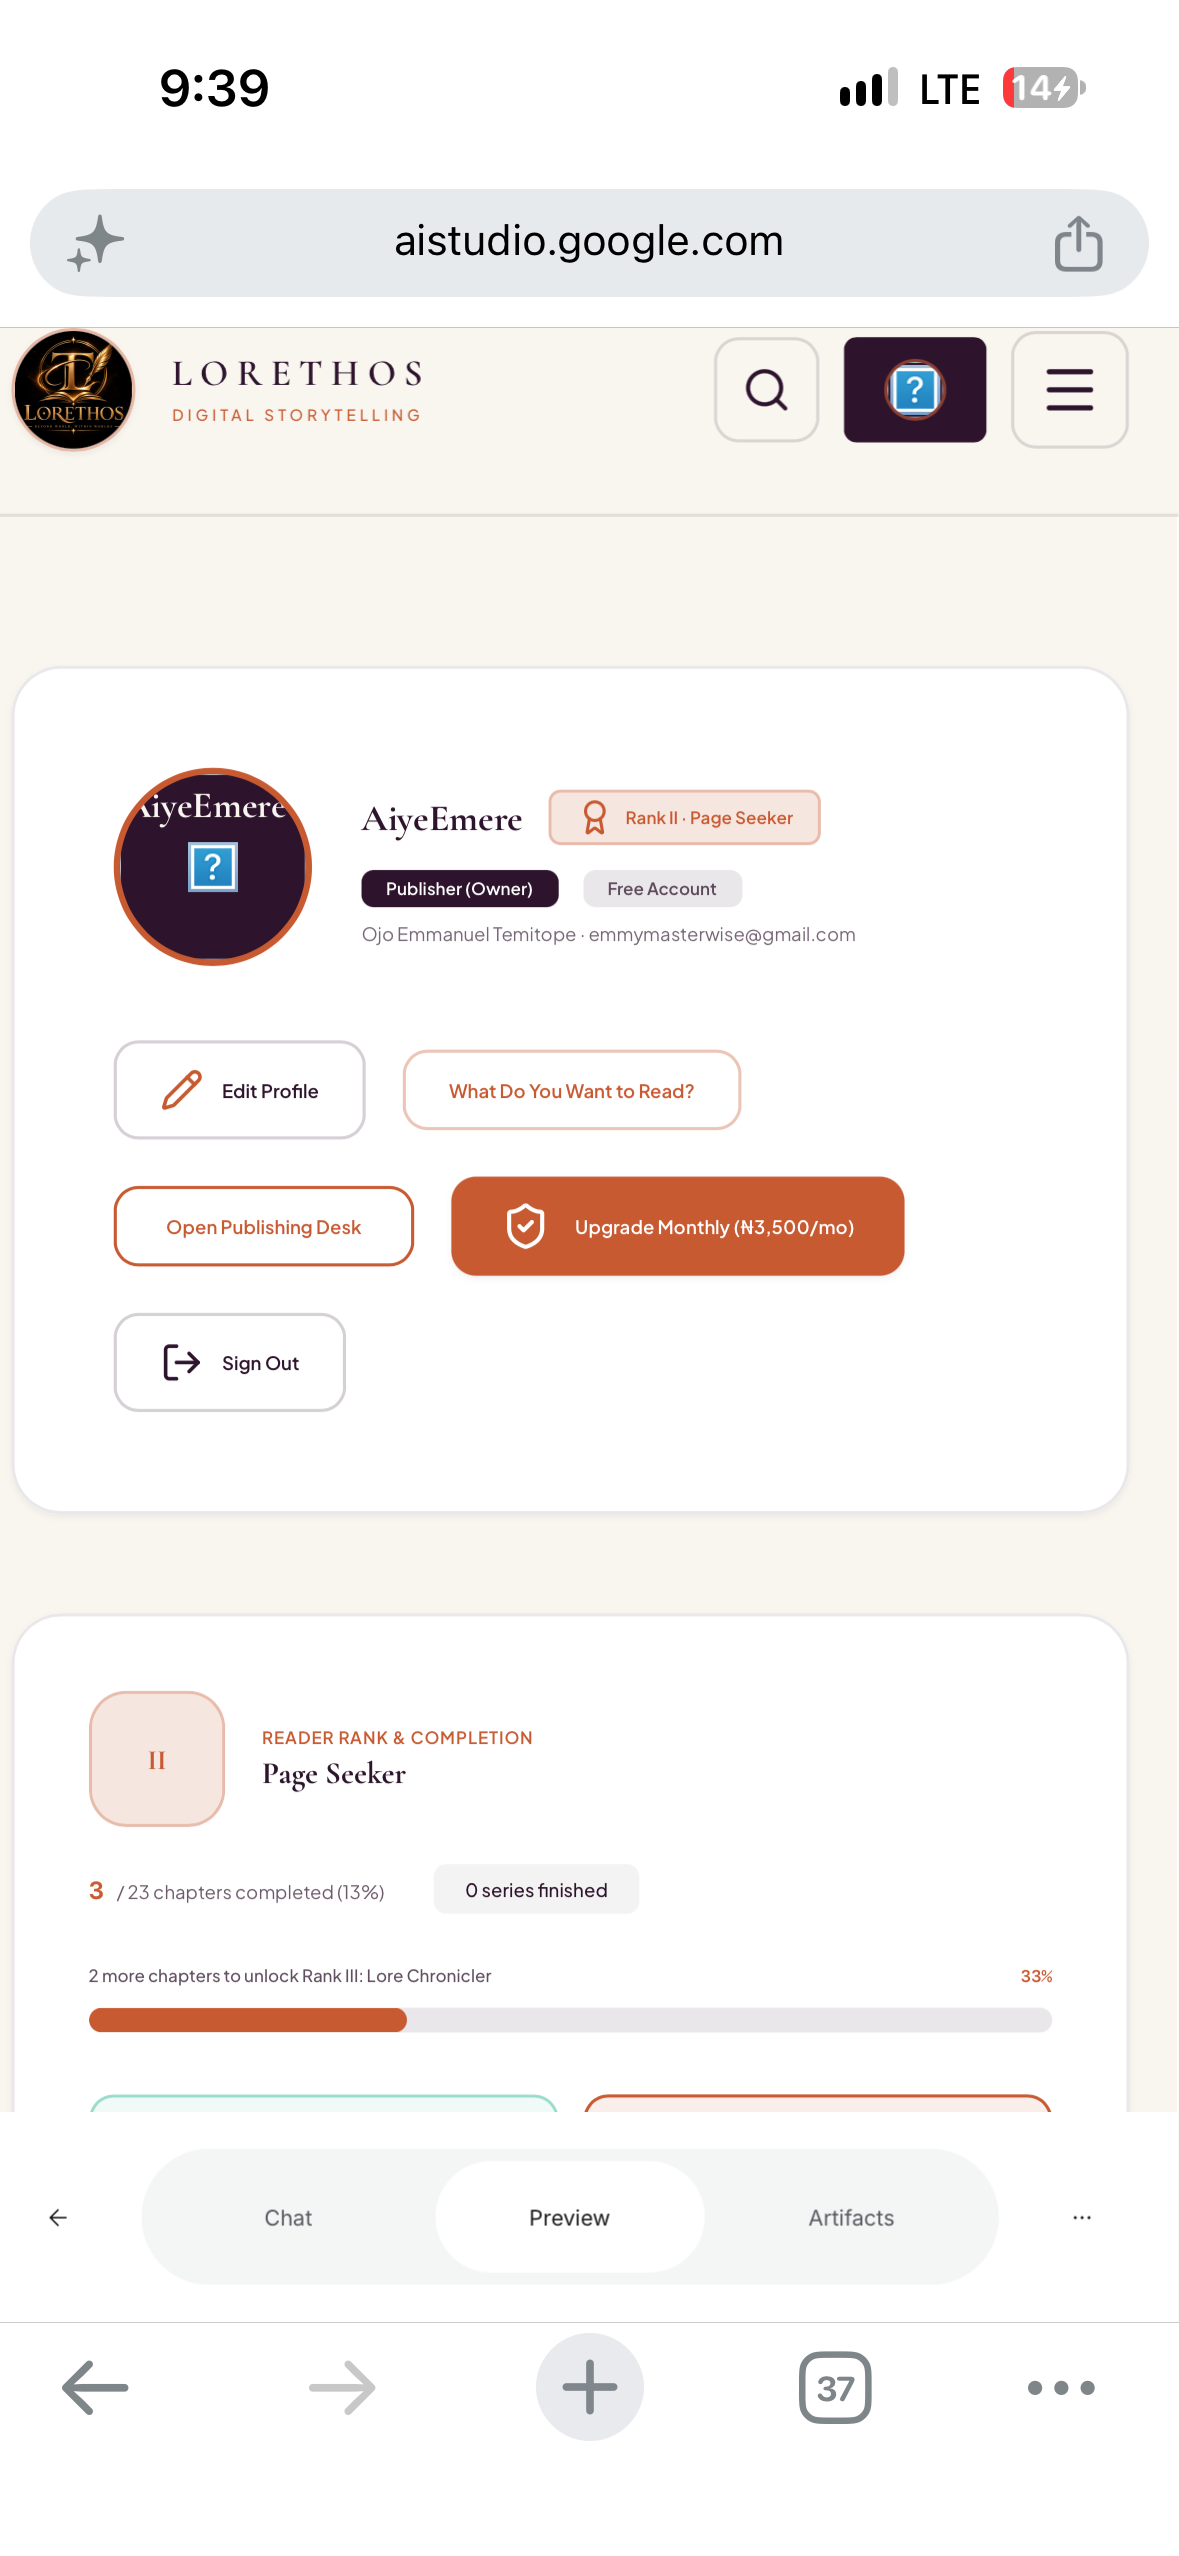 9:39
LTE
14
aistudio.google.com
LORETHOS
LORETHOS
DIGITAL STORYTELLING
?
AiyeEmere
?
AiyeEmere
Rank II · Page Seeker
Publisher (Owner)
Free Account
Ojo Emmanuel Temitope · emmymasterwise@gmail.com
Edit Profile
What Do You Want to Read?
Open Publishing Desk
Upgrade Monthly (₦3,500/mo)
Sign Out
II
READER RANK & COMPLETION
Page Seeker
3 / 23 chapters completed (13%)
0 series finished
2 more chapters to unlock Rank III: Lore Chronicler
33%
Chat
Preview
Artifacts
37